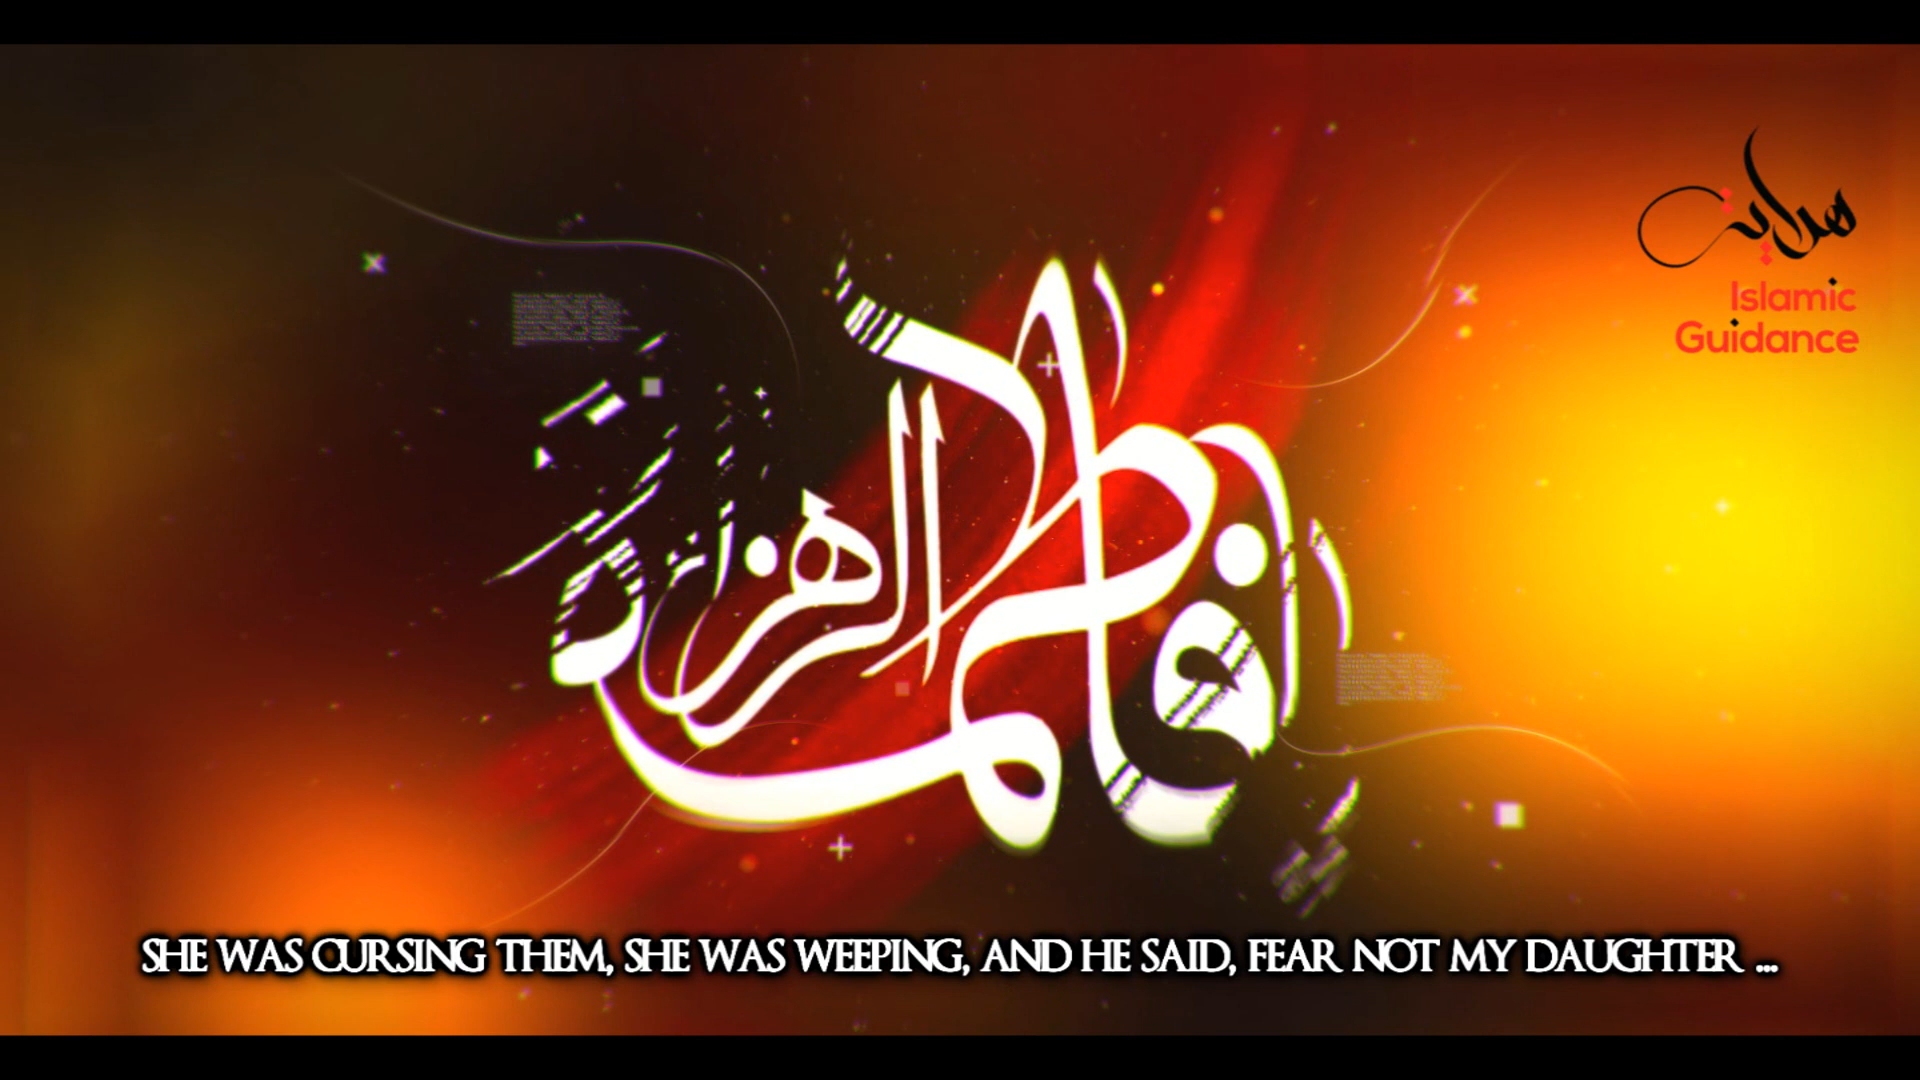 هداية
Islamic
Guidance
فاطمة الزهراء
SHE WAS CURSING THEM, SHE WAS WEEPING, AND HE SAID, FEAR NOT MY DAUGHTER ...